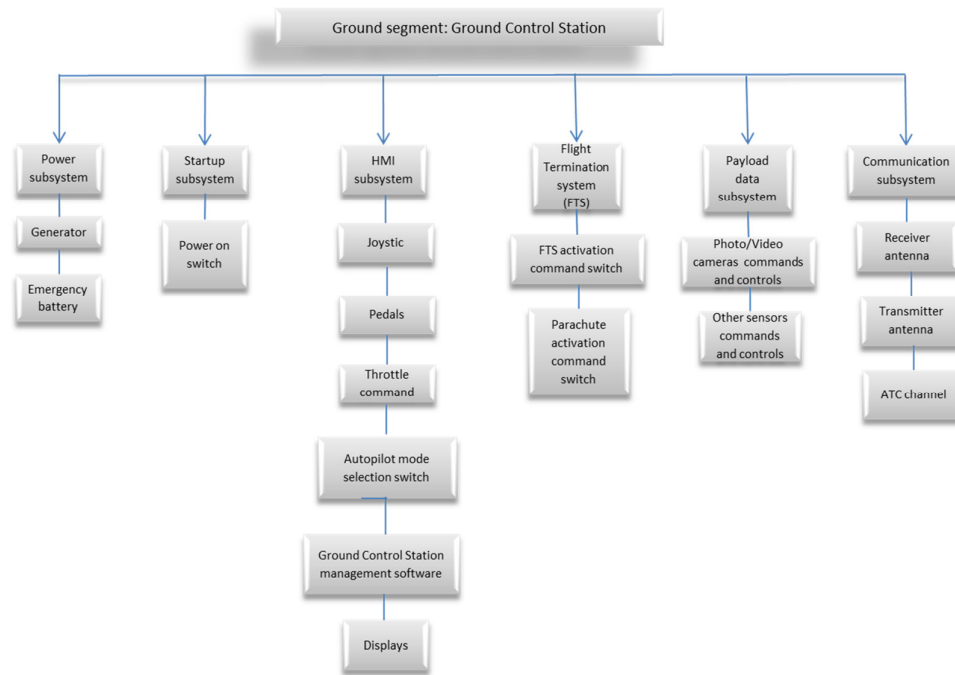 Ground segment: Ground Control Station
Power
subsystem
Generator
Emergency
battery
Startup
subsystem
Power on
switch
HMI
subsystem
Joystic
Pedals
Throttle
command
Autopilot mode
selection switch
Ground Control Station
management software
Displays
Flight
Termination
system
(FTS)
FTS activation
command switch
Parachute
activation
command
switch
Payload
data
subsystem
Photo/Video
cameras commands
and controls
Other sensors
commands
and controls
Communication
subsystem
Receiver
antenna
Transmitter
antenna
ATC channel